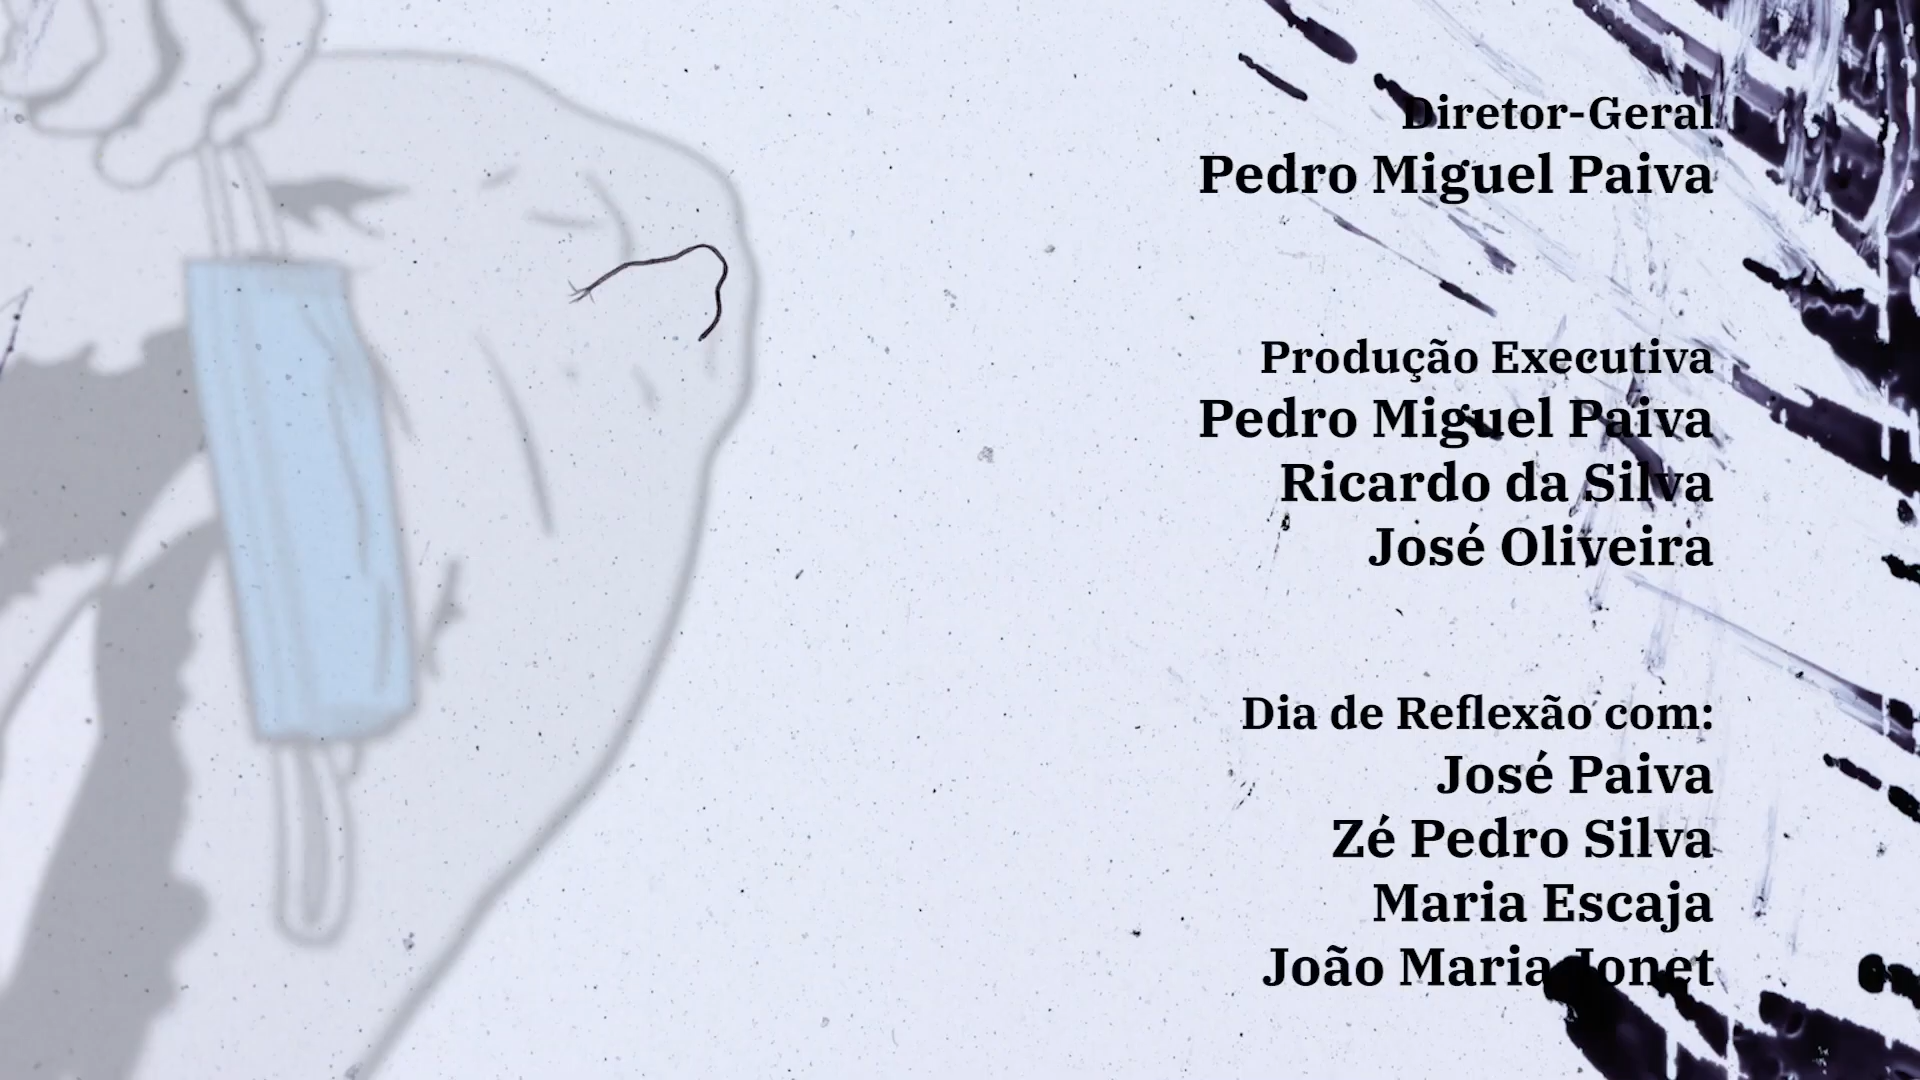 Diretor-Geral
Pedro Miguel Paiva
Produção Executiva
Pedro Miguel Paiva
Ricardo da Silva
José Oliveira
Dia de Reflexão com:
José Paiva
Zé Pedro Silva
Maria Escaja
João Maria Jonet